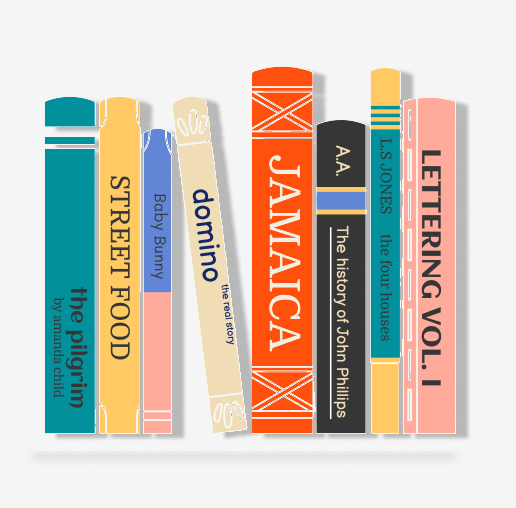 the pilgrim
by amanda child
STREET FOOD
Baby Bunny
domino
the real story
JAMAICA
A.A.
The history of John Phillips
L.S JONES
the four houses
LETTERING VOL. I